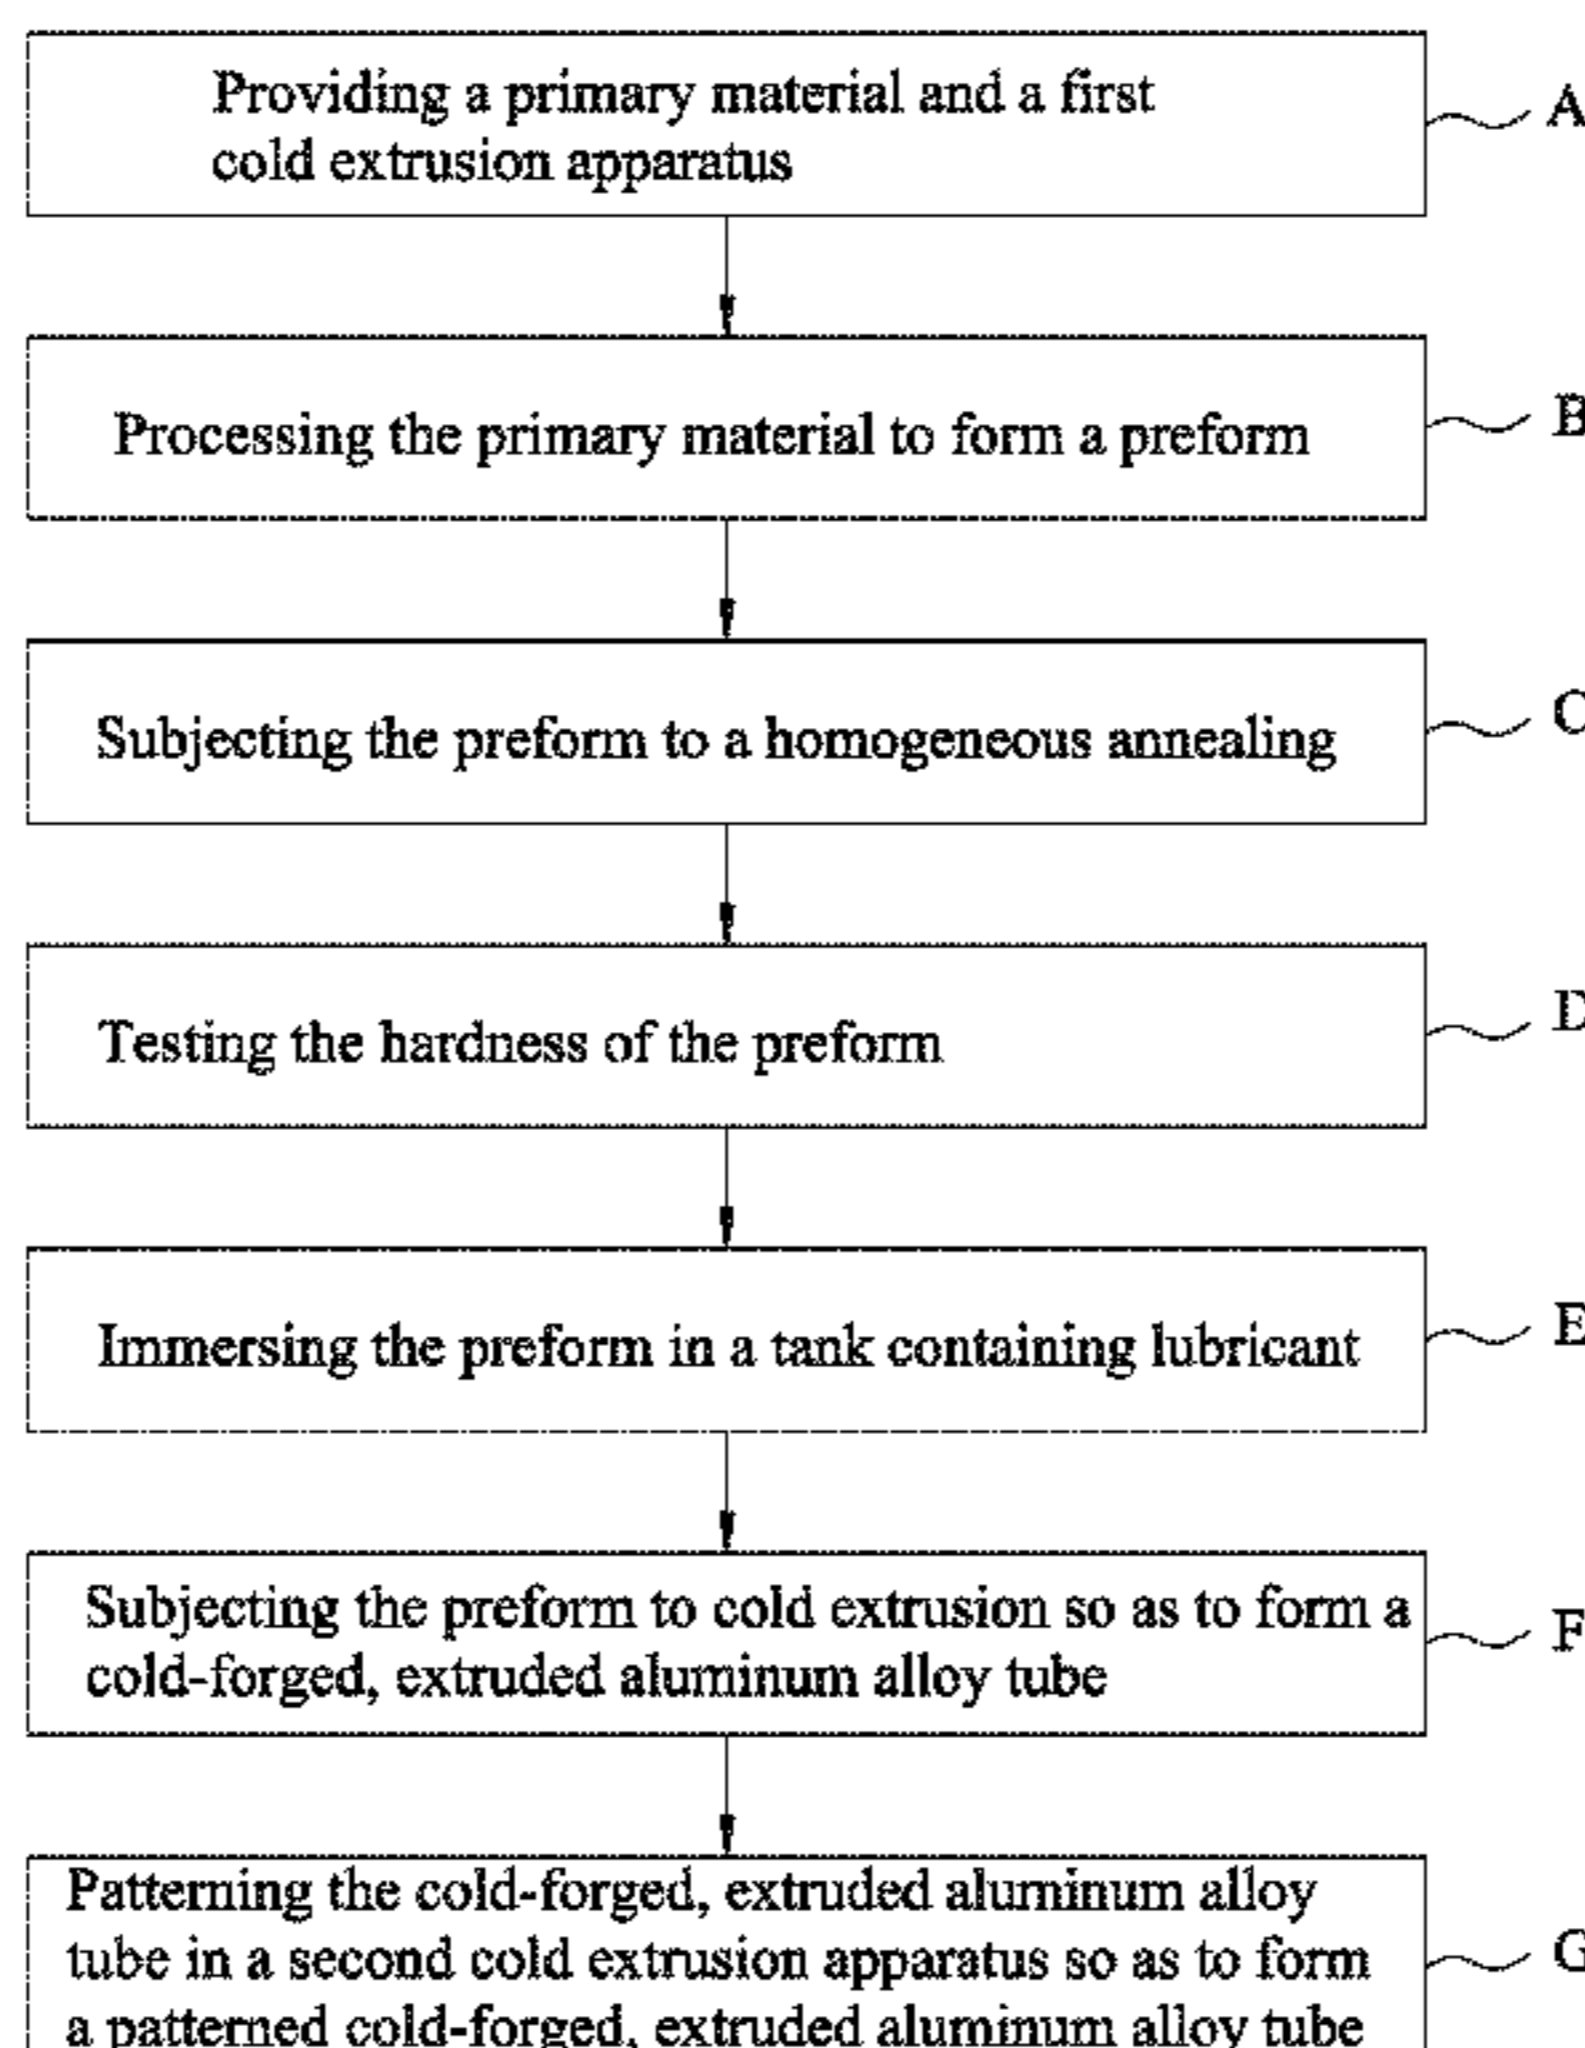 Providing a primary material and a first
cold extrusion apparatus
A
Processing the primary material to form a preform
B
Subjecting the preform to a homogeneous annealing
C
Testing the hardness of the preform
D
Immersing the preform in a tank containing lubricant
E
Subjecting the preform to cold extrusion so as to form a
cold-forged, extruded aluminum alloy tube
F
Patterning the cold-forged, extruded aluminum alloy
tube in a second cold extrusion apparatus so as to form
a patterned cold-forged, extruded aluminum alloy tube
G